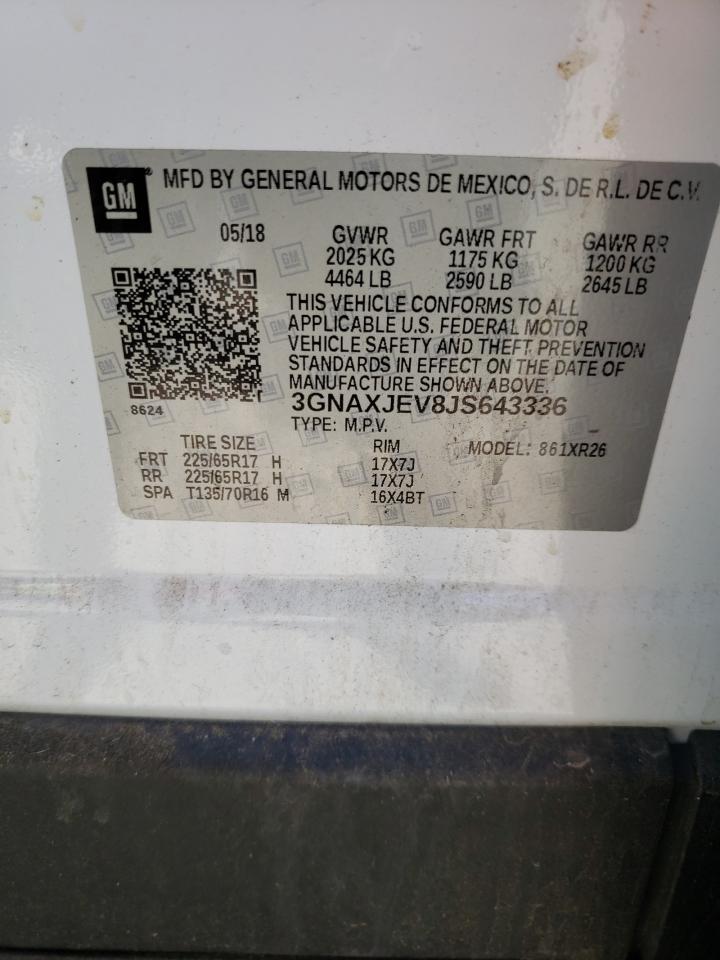 GM MFD BY GENERAL MOTORS DE MEXICO, S. DE R.L. DE C.V.
05/18 GVWR GAWR FRT GAWR RR
2025 KG 1175 KG 1200 KG
4464 LB 2590 LB 2645 LB
THIS VEHICLE CONFORMS TO ALL
APPLICABLE U.S. FEDERAL MOTOR
VEHICLE SAFETY AND THEFT PREVENTION
STANDARDS IN EFFECT ON THE DATE OF
MANUFACTURE SHOWN ABOVE.
8624 3GNAXJEV8JS643336
TYPE: M.P.V. MODEL: 861XR26
TIRE SIZE RIM
FRT 225/65R17 H 17X7J
RR 225/65R17 H 17X7J
SPA T135/70R16 M 16X4BT